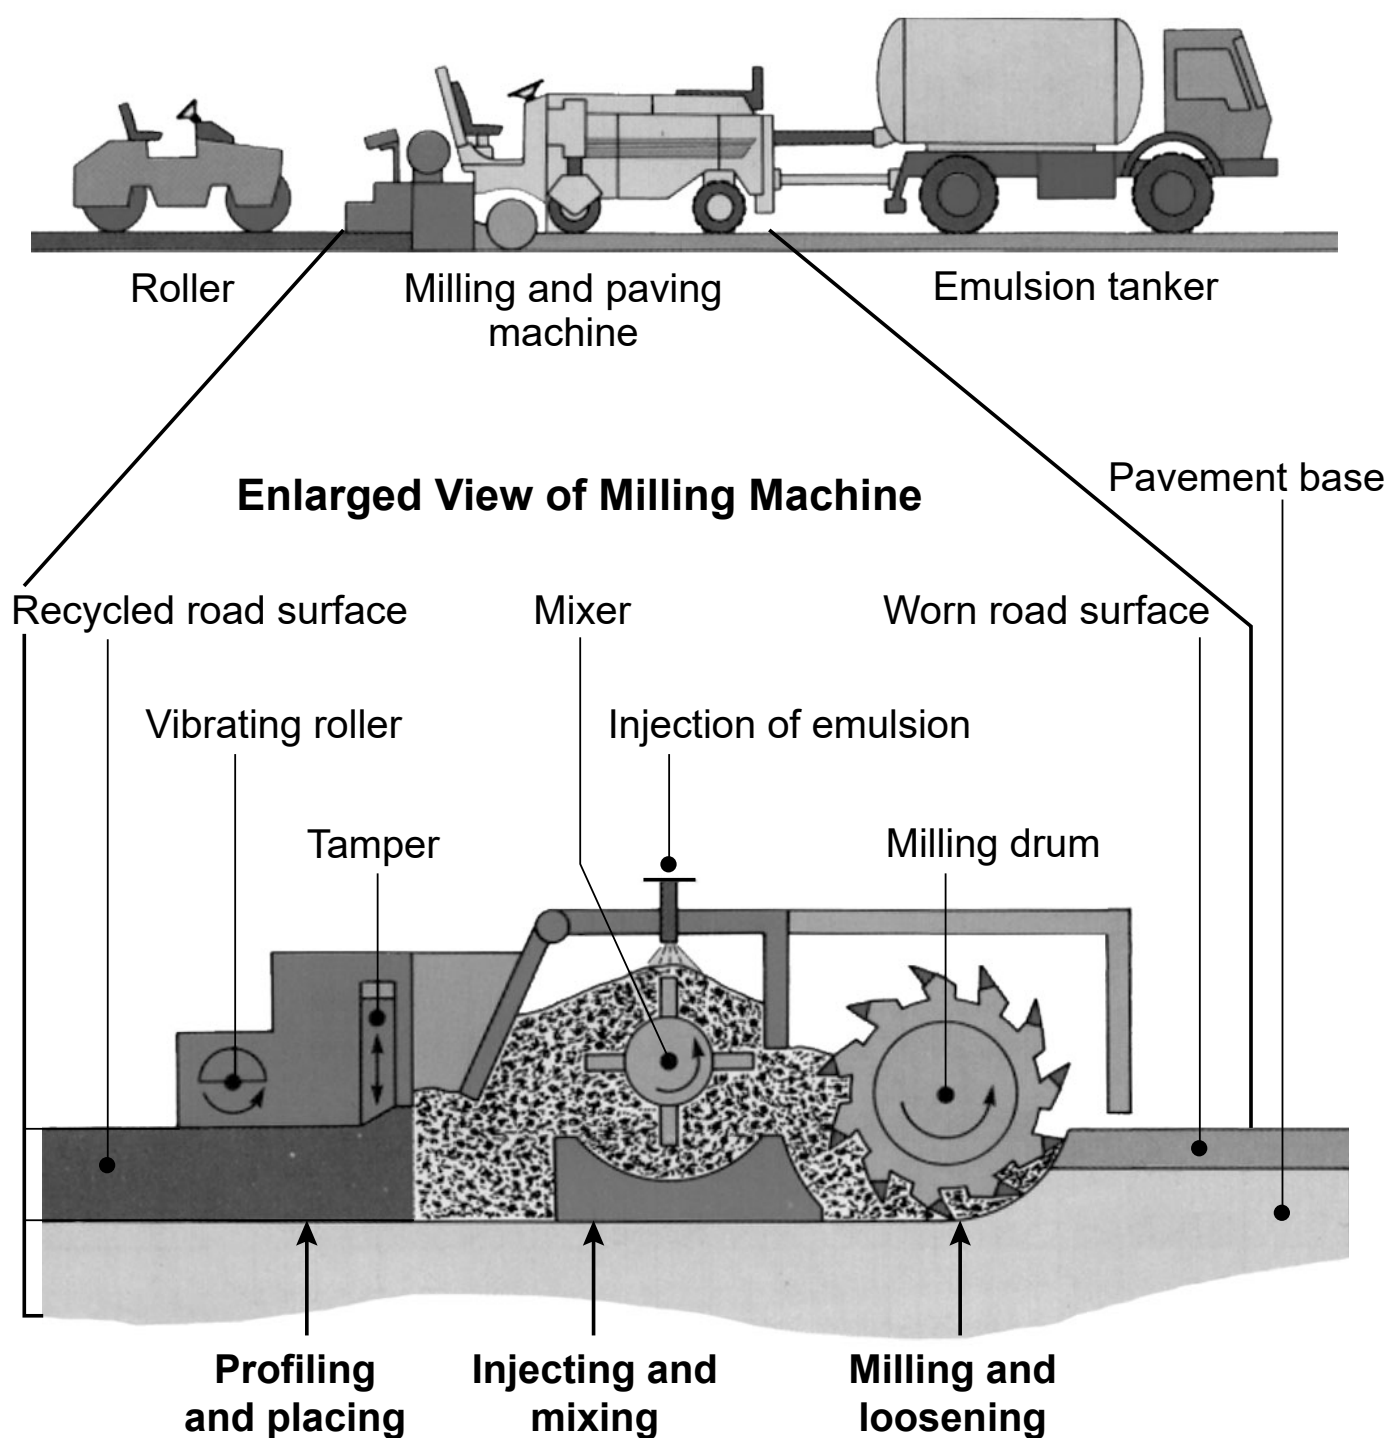 Roller
Milling and paving
machine
Emulsion tanker
Enlarged View of Milling Machine
Pavement base
Recycled road surface
Mixer
Worn road surface
Vibrating roller
Injection of emulsion
Tamper
Milling drum
Profiling
and placing
Injecting and
mixing
Milling and
loosening